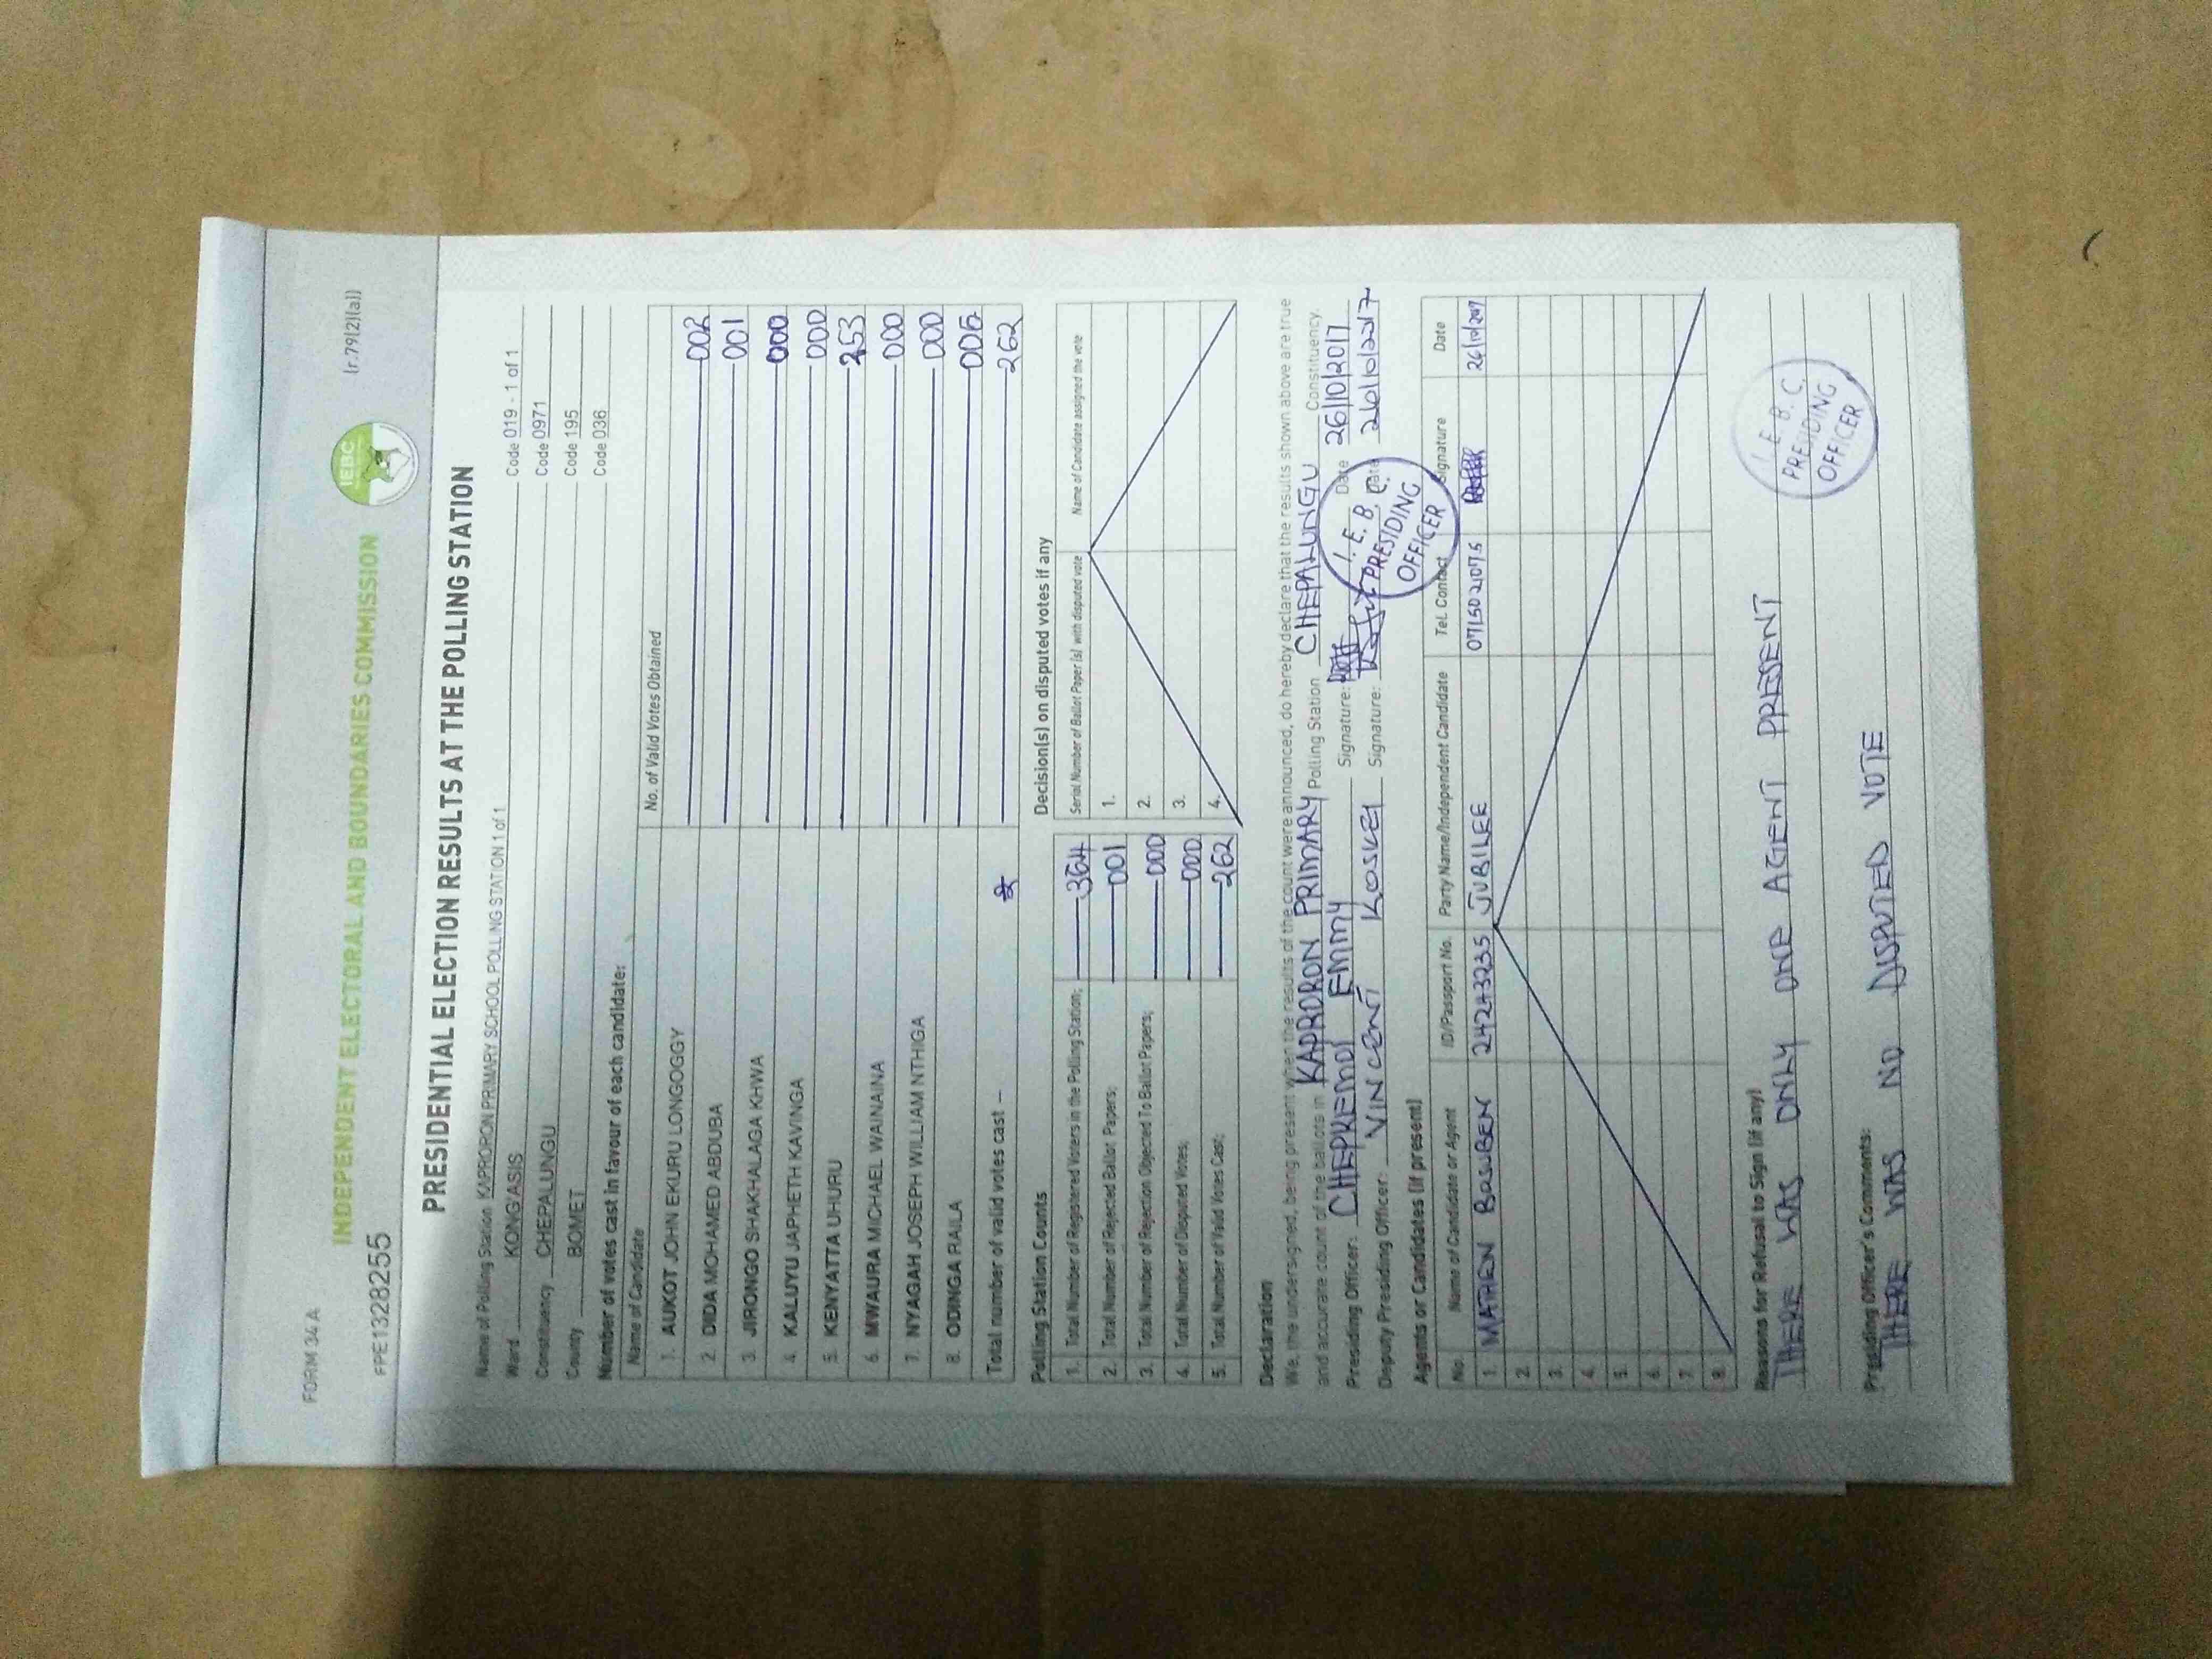 FORM 34 A
(r.79(2)(a))
INDEPENDENT ELECTORAL AND BOUNDARIES COMMISSION
IEBC
FPE1328255
PRESIDENTIAL ELECTION RESULTS AT THE POLLING STATION
Name of Polling Station KAPRORON PRIMARY SCHOOL POLLING STATION 1 of 1 Code 019 - 1 of 1
Ward KONG'ASIS Code 0971
Constituency CHEPALUNGU Code 195
County BOMET Code 036
Number of votes cast in favour of each candidate:
Name of Candidate No. of Valid Votes Obtained
1. AUKOT JOHN EKURU LONGOGGY 002
2. DIDA MOHAMED ABDUBA 001
3. JIRONGO SHAKHALAGA KHWA 000
4. KALUYU JAPHETH KAVINGA 000
5. KENYATTA UHURU 253
6. MWAURA MICHAEL WAINAINA 000
7. NYAGAH JOSEPH WILLIAM NTHIGA 000
8. ODINGA RAILA 006
Total number of valid votes cast – 262
Polling Station Counts
1. Total Number of Registered Voters in the Polling Station; 364
2. Total Number of Rejected Ballot Papers; 001
3. Total Number of Rejection Objected To Ballot Papers; 000
4. Total Number of Disputed Votes; 000
5. Total Number of Valid Votes Cast; 262
Decision(s) on disputed votes if any
Serial Number of Ballot Paper (s) with disputed vote Name of Candidate assigned the vote
1.
2.
3.
4.
Declaration
We, the undersigned, being present when the results of the count were announced, do hereby declare that the results shown above are true
and accurate count of the ballots in KAPRORON PRIMARY Polling Station CHEPALUNGU Constituency.
Presiding Officer: CHEPKEMOI EMMY Signature: Date 26/10/2017
Deputy Presiding Officer: VINCENT KOSKEI Signature: Date 26/10/2017
I.E.B.C.
PRESIDING
OFFICER
Agents or Candidates (if present)
No. Name of Candidate or Agent ID/Passport No. Party Name/Independent Candidate Tel. Contact Signature Date
1. BOSUBEN 24243235 JUBILEE 0715021075 26/10/2017
2.
3.
4.
5.
6.
7.
8.
Reasons for Refusal to Sign (if any)
THERE WAS ONLY ONE AGENT PRESENT
Presiding Officer's Comments:
THERE WAS NO DISPUTED VOTE
I.E.B.C.
PRESIDING
OFFICER